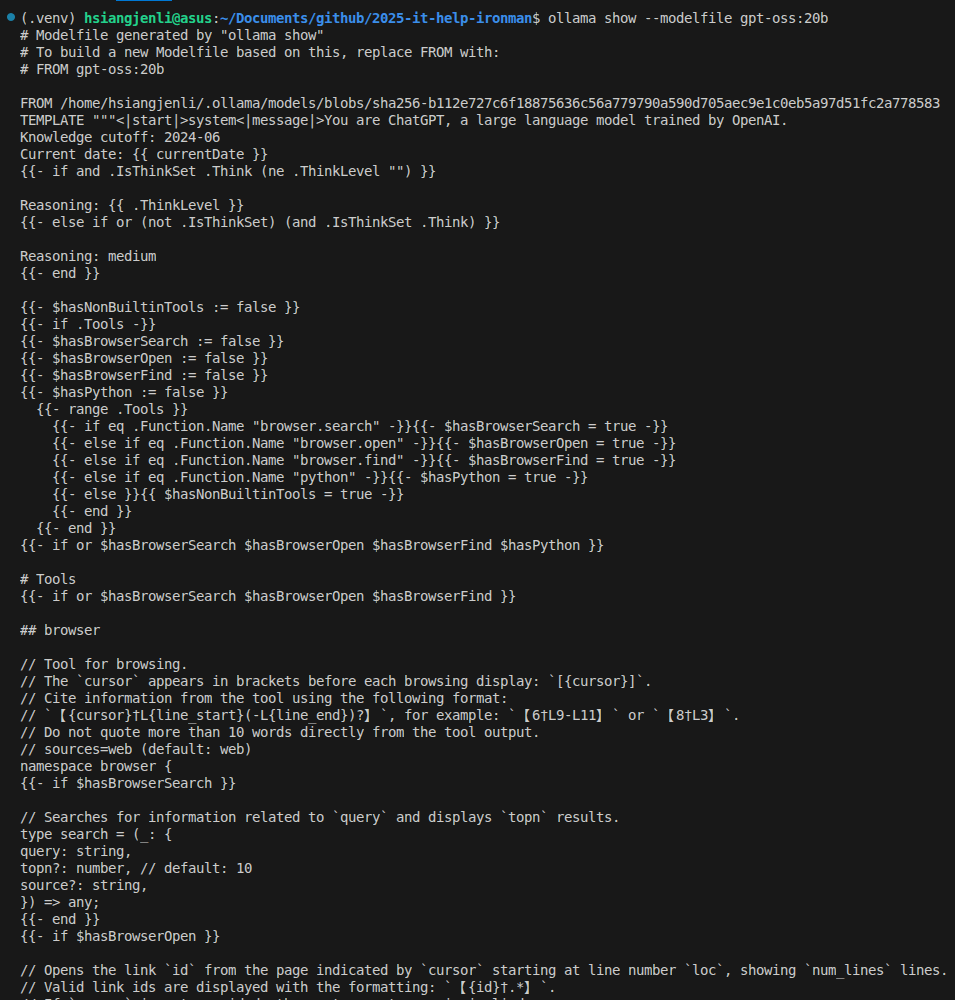 (.venv) hsiangjenli@asus:~/Documents/github/2025-it-help-ironman$ ollama show --modelfile gpt-oss:20b
# Modelfile generated by "ollama show"
# To build a new Modelfile based on this, replace FROM with:
# FROM gpt-oss:20b

FROM /home/hsiangjenli/.ollama/models/blobs/sha256-b112e727c6f18875636c56a779790a590d705aec9e1c0eb5a97d51fc2a778583
TEMPLATE """<|start|>system<|message|>You are ChatGPT, a large language model trained by OpenAI.
Knowledge cutoff: 2024-06
Current date: {{ currentDate }}
{{- if and .IsThinkSet .Think (ne .ThinkLevel "") }}

Reasoning: {{ .ThinkLevel }}
{{- else if or (not .IsThinkSet) (and .IsThinkSet .Think) }}

Reasoning: medium
{{- end }}

{{- $hasNonBuiltinTools := false }}
{{- if .Tools -}}
{{- $hasBrowserSearch := false }}
{{- $hasBrowserOpen := false }}
{{- $hasBrowserFind := false }}
{{- $hasPython := false }}
  {{- range .Tools }}
    {{- if eq .Function.Name "browser.search" -}}{{- $hasBrowserSearch = true -}}
    {{- else if eq .Function.Name "browser.open" -}}{{- $hasBrowserOpen = true -}}
    {{- else if eq .Function.Name "browser.find" -}}{{- $hasBrowserFind = true -}}
    {{- else if eq .Function.Name "python" -}}{{- $hasPython = true -}}
    {{- else }}{{ $hasNonBuiltinTools = true -}}
    {{- end }}
  {{- end }}
{{- if or $hasBrowserSearch $hasBrowserOpen $hasBrowserFind $hasPython }}

# Tools
{{- if or $hasBrowserSearch $hasBrowserOpen $hasBrowserFind }}

## browser

// Tool for browsing.
// The `cursor` appears in brackets before each browsing display: `[{cursor}]`.
// Cite information from the tool using the following format:
// `【{cursor}†L{line_start}(-L{line_end})?】`, for example: `【6†L9-L11】` or `【8†L3】`.
// Do not quote more than 10 words directly from the tool output.
// sources=web (default: web)
namespace browser {
{{- if $hasBrowserSearch }}

// Searches for information related to `query` and displays `topn` results.
type search = (_: {
query: string,
topn?: number, // default: 10
source?: string,
}) => any;
{{- end }}
{{- if $hasBrowserOpen }}

// Opens the link `id` from the page indicated by `cursor` starting at line number `loc`, showing `num_lines` lines.
// Valid link ids are displayed with the formatting: `【{id}†.*】`.